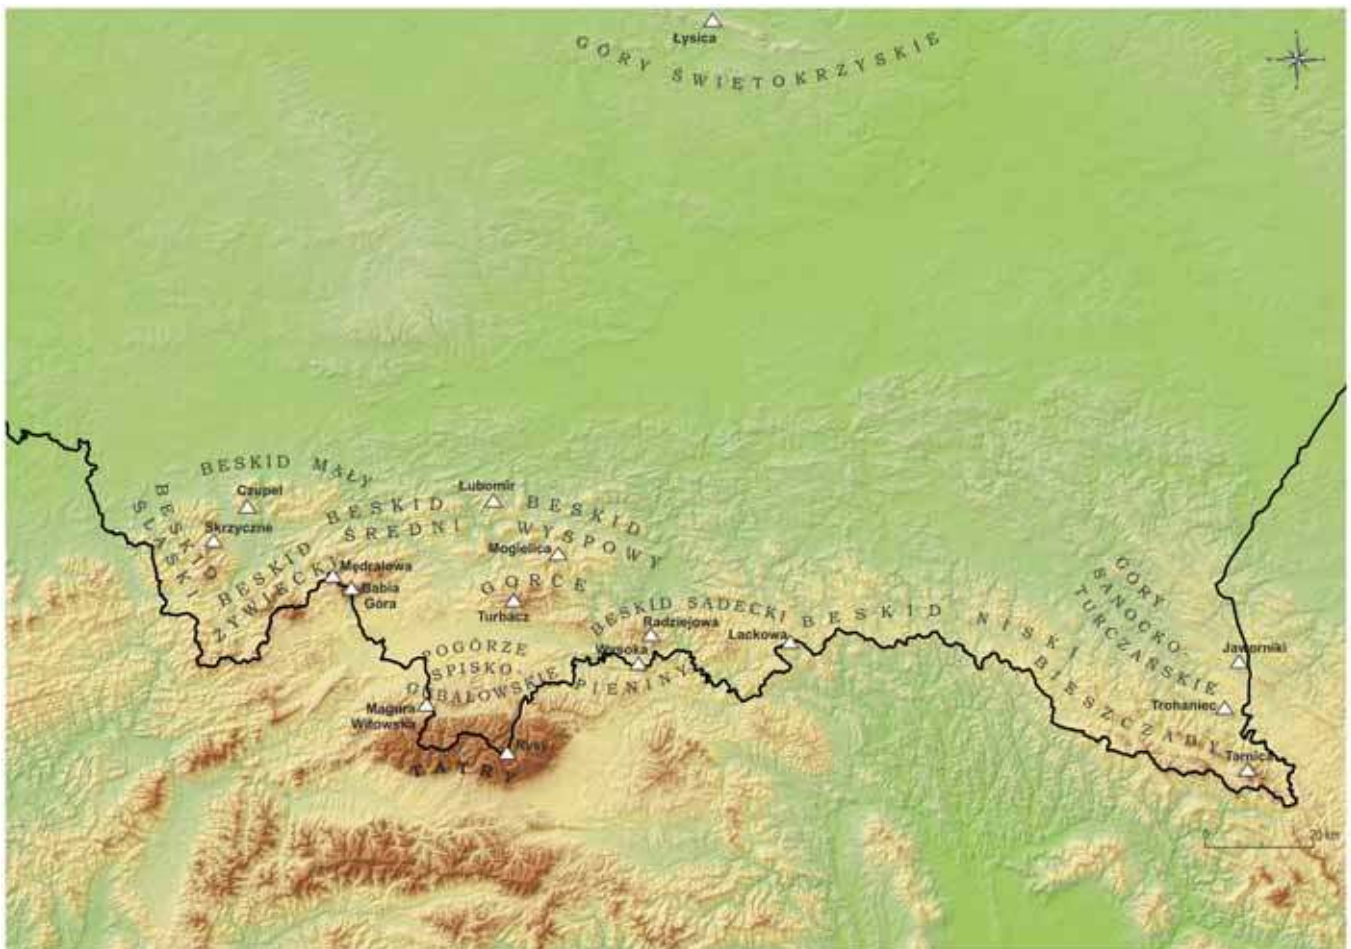 Łysica
GÓRY ŚWIĘTOKRZYSKIE
BESKID MAŁY
Czupel
BESKID
ŚLĄSKI
Skrzyczne
BESKID
ŚREDNI
Łubomir
BESKID
WYSPOWY
Mogielica
BESKID
ŻYWIECKI
Mędralowa
Babia
Góra
GORCE
Turbacz
BESKID SĄDECKI
Radziejowa
Wysoka
PIENINY
Lackowa
BESKID NISKI
GÓRY
SANOCKO-
TURCZAŃSKIE
Jaworniki
Trohaniec
BIESZCZADY
Tarnica
POGÓRZE
SPISKO-
GUBAŁOWSKIE
Magura
Witowska
Rysy
TATRY
0 20 km